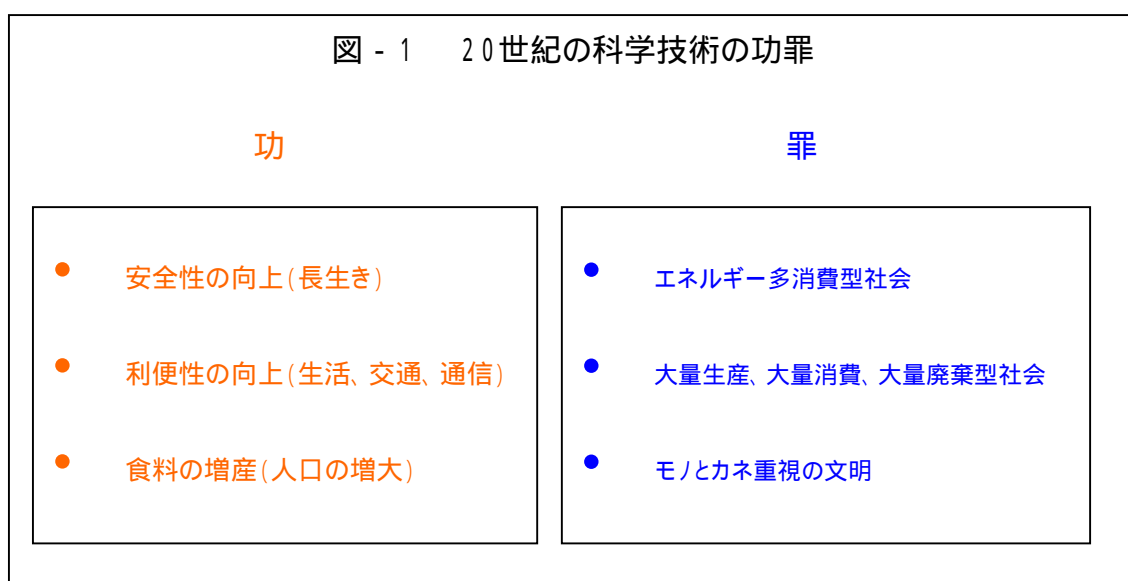 図 - 1 20世紀の科学技術の功罪
功
罪
● 安全性の向上(長生き)
● 利便性の向上(生活、交通、通信)
● 食料の増産(人口の増大)
● エネルギー多消費型社会
● 大量生産、大量消費、大量廃棄型社会
● モノとカネ重視の文明